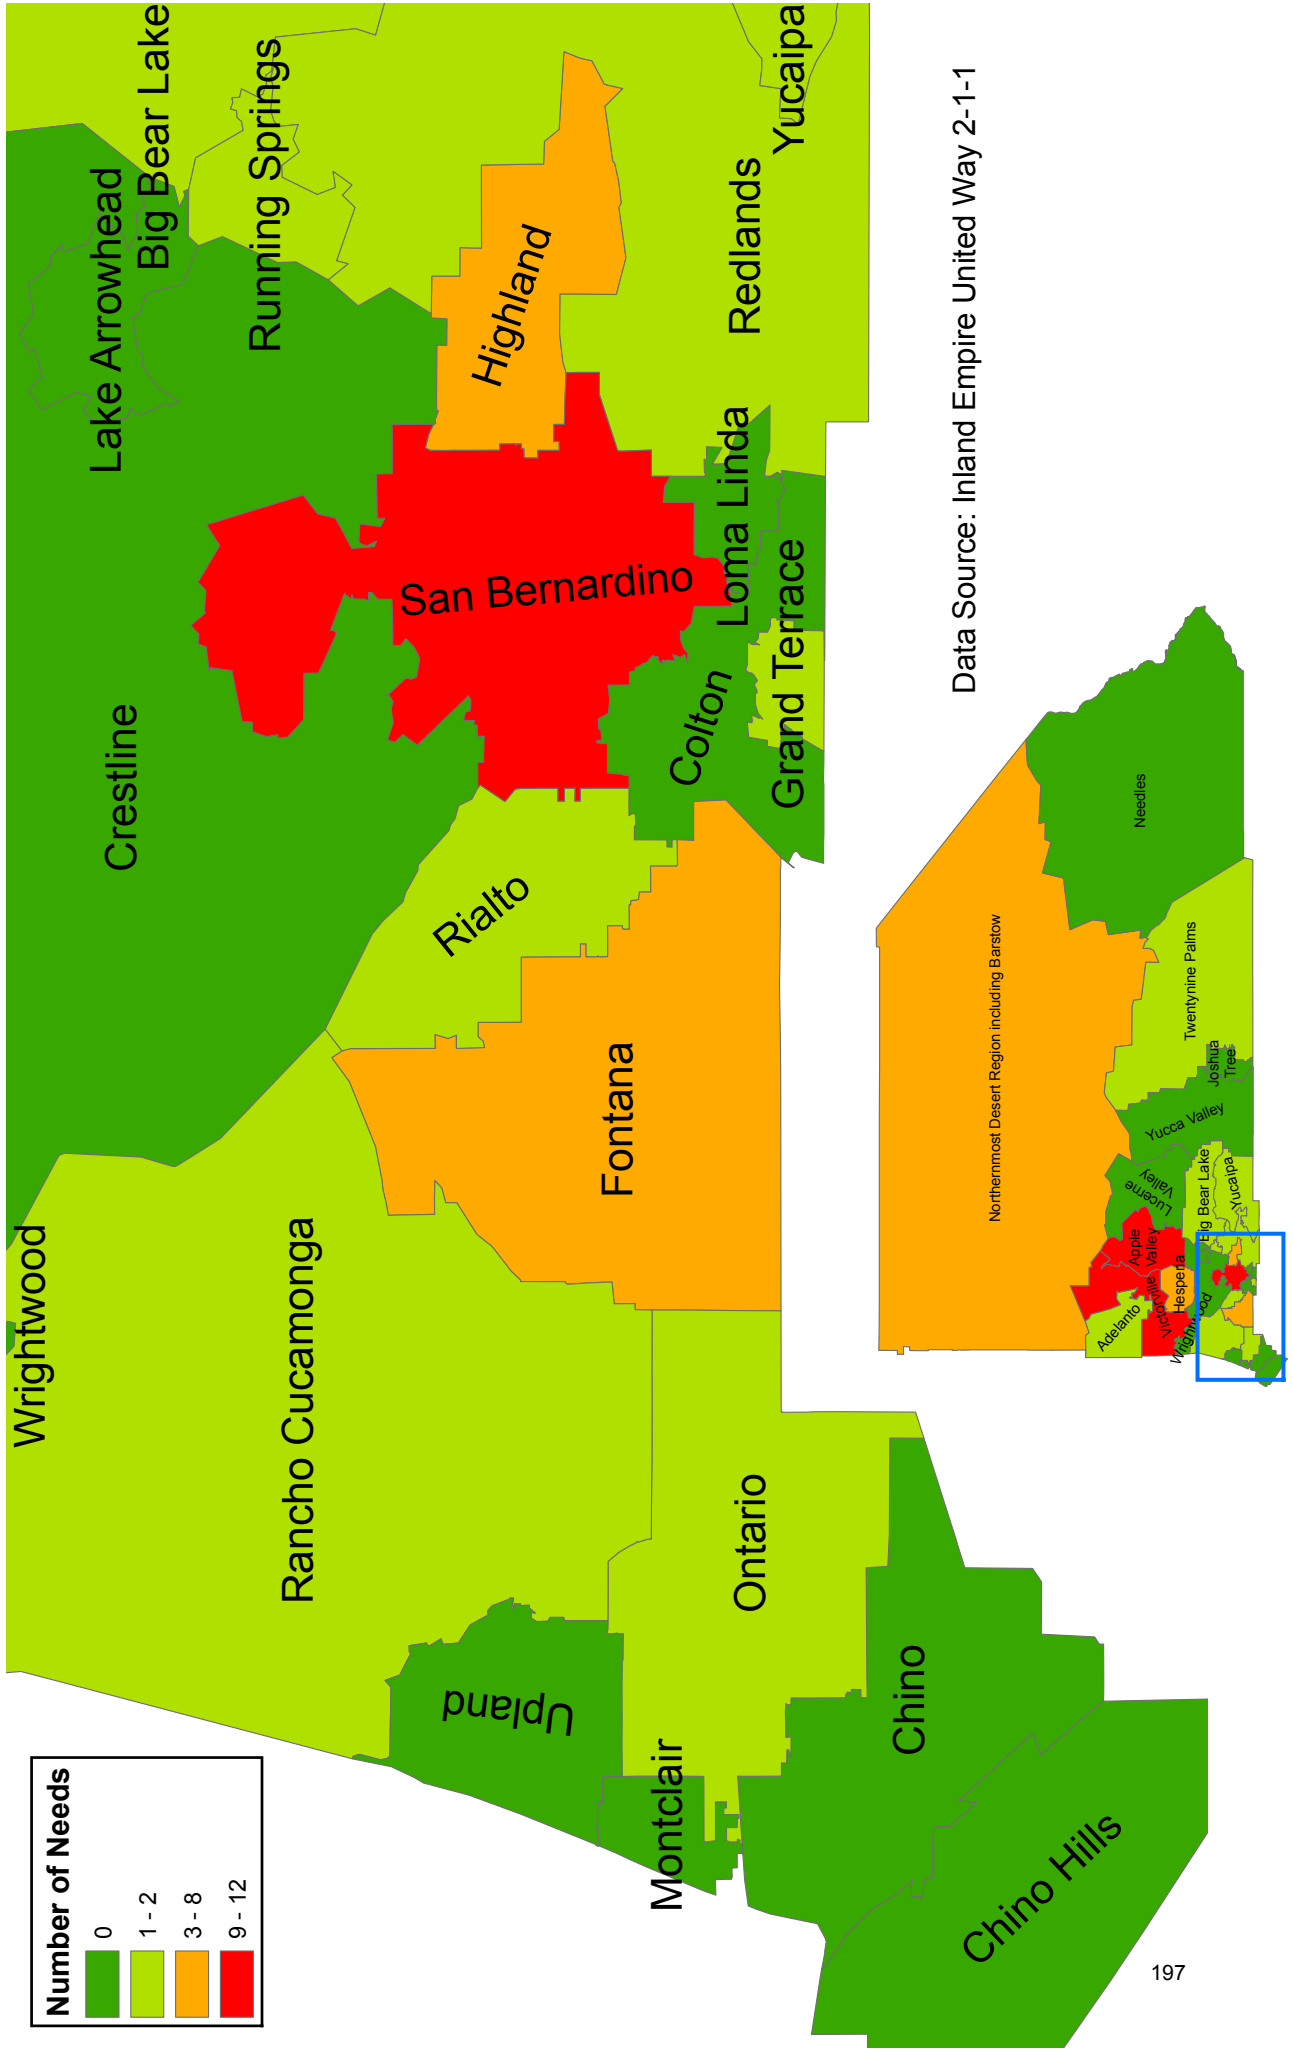 Number of Needs
0
1 - 2
3 - 8
9 - 12
Wrightwood
Crestline
Lake Arrowhead
Big Bear Lake
Running Springs
Rancho Cucamonga
Upland
Rialto
San Bernardino
Highland
Fontana
Montclair
Ontario
Colton
Loma Linda
Redlands
Grand Terrace
Yucaipa
Chino
Chino Hills
Data Source: Inland Empire United Way 2-1-1
Northernmost Desert Region including Barstow
Needles
Adelanto
Victorville
Apple
Valley
Lucerne
Valley
Hesperia
Wrightwood
Big Bear Lake
Yucca Valley
Joshua
Tree
Twentynine Palms
Yucaipa
197